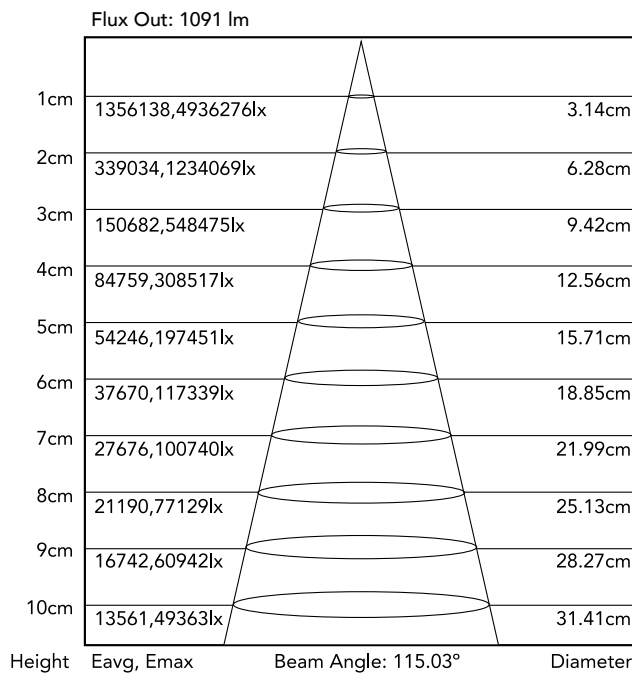 Flux Out: 1091 lm
1cm 1356138,4936276lx 3.14cm
2cm 339034,1234069lx 6.28cm
3cm 150682,548475lx 9.42cm
4cm 84759,308517lx 12.56cm
5cm 54246,197451lx 15.71cm
6cm 37670,117339lx 18.85cm
7cm 27676,100740lx 21.99cm
8cm 21190,77129lx 25.13cm
9cm 16742,60942lx 28.27cm
10cm 13561,49363lx 31.41cm
Height Eavg, Emax Beam Angle: 115.03º Diameter